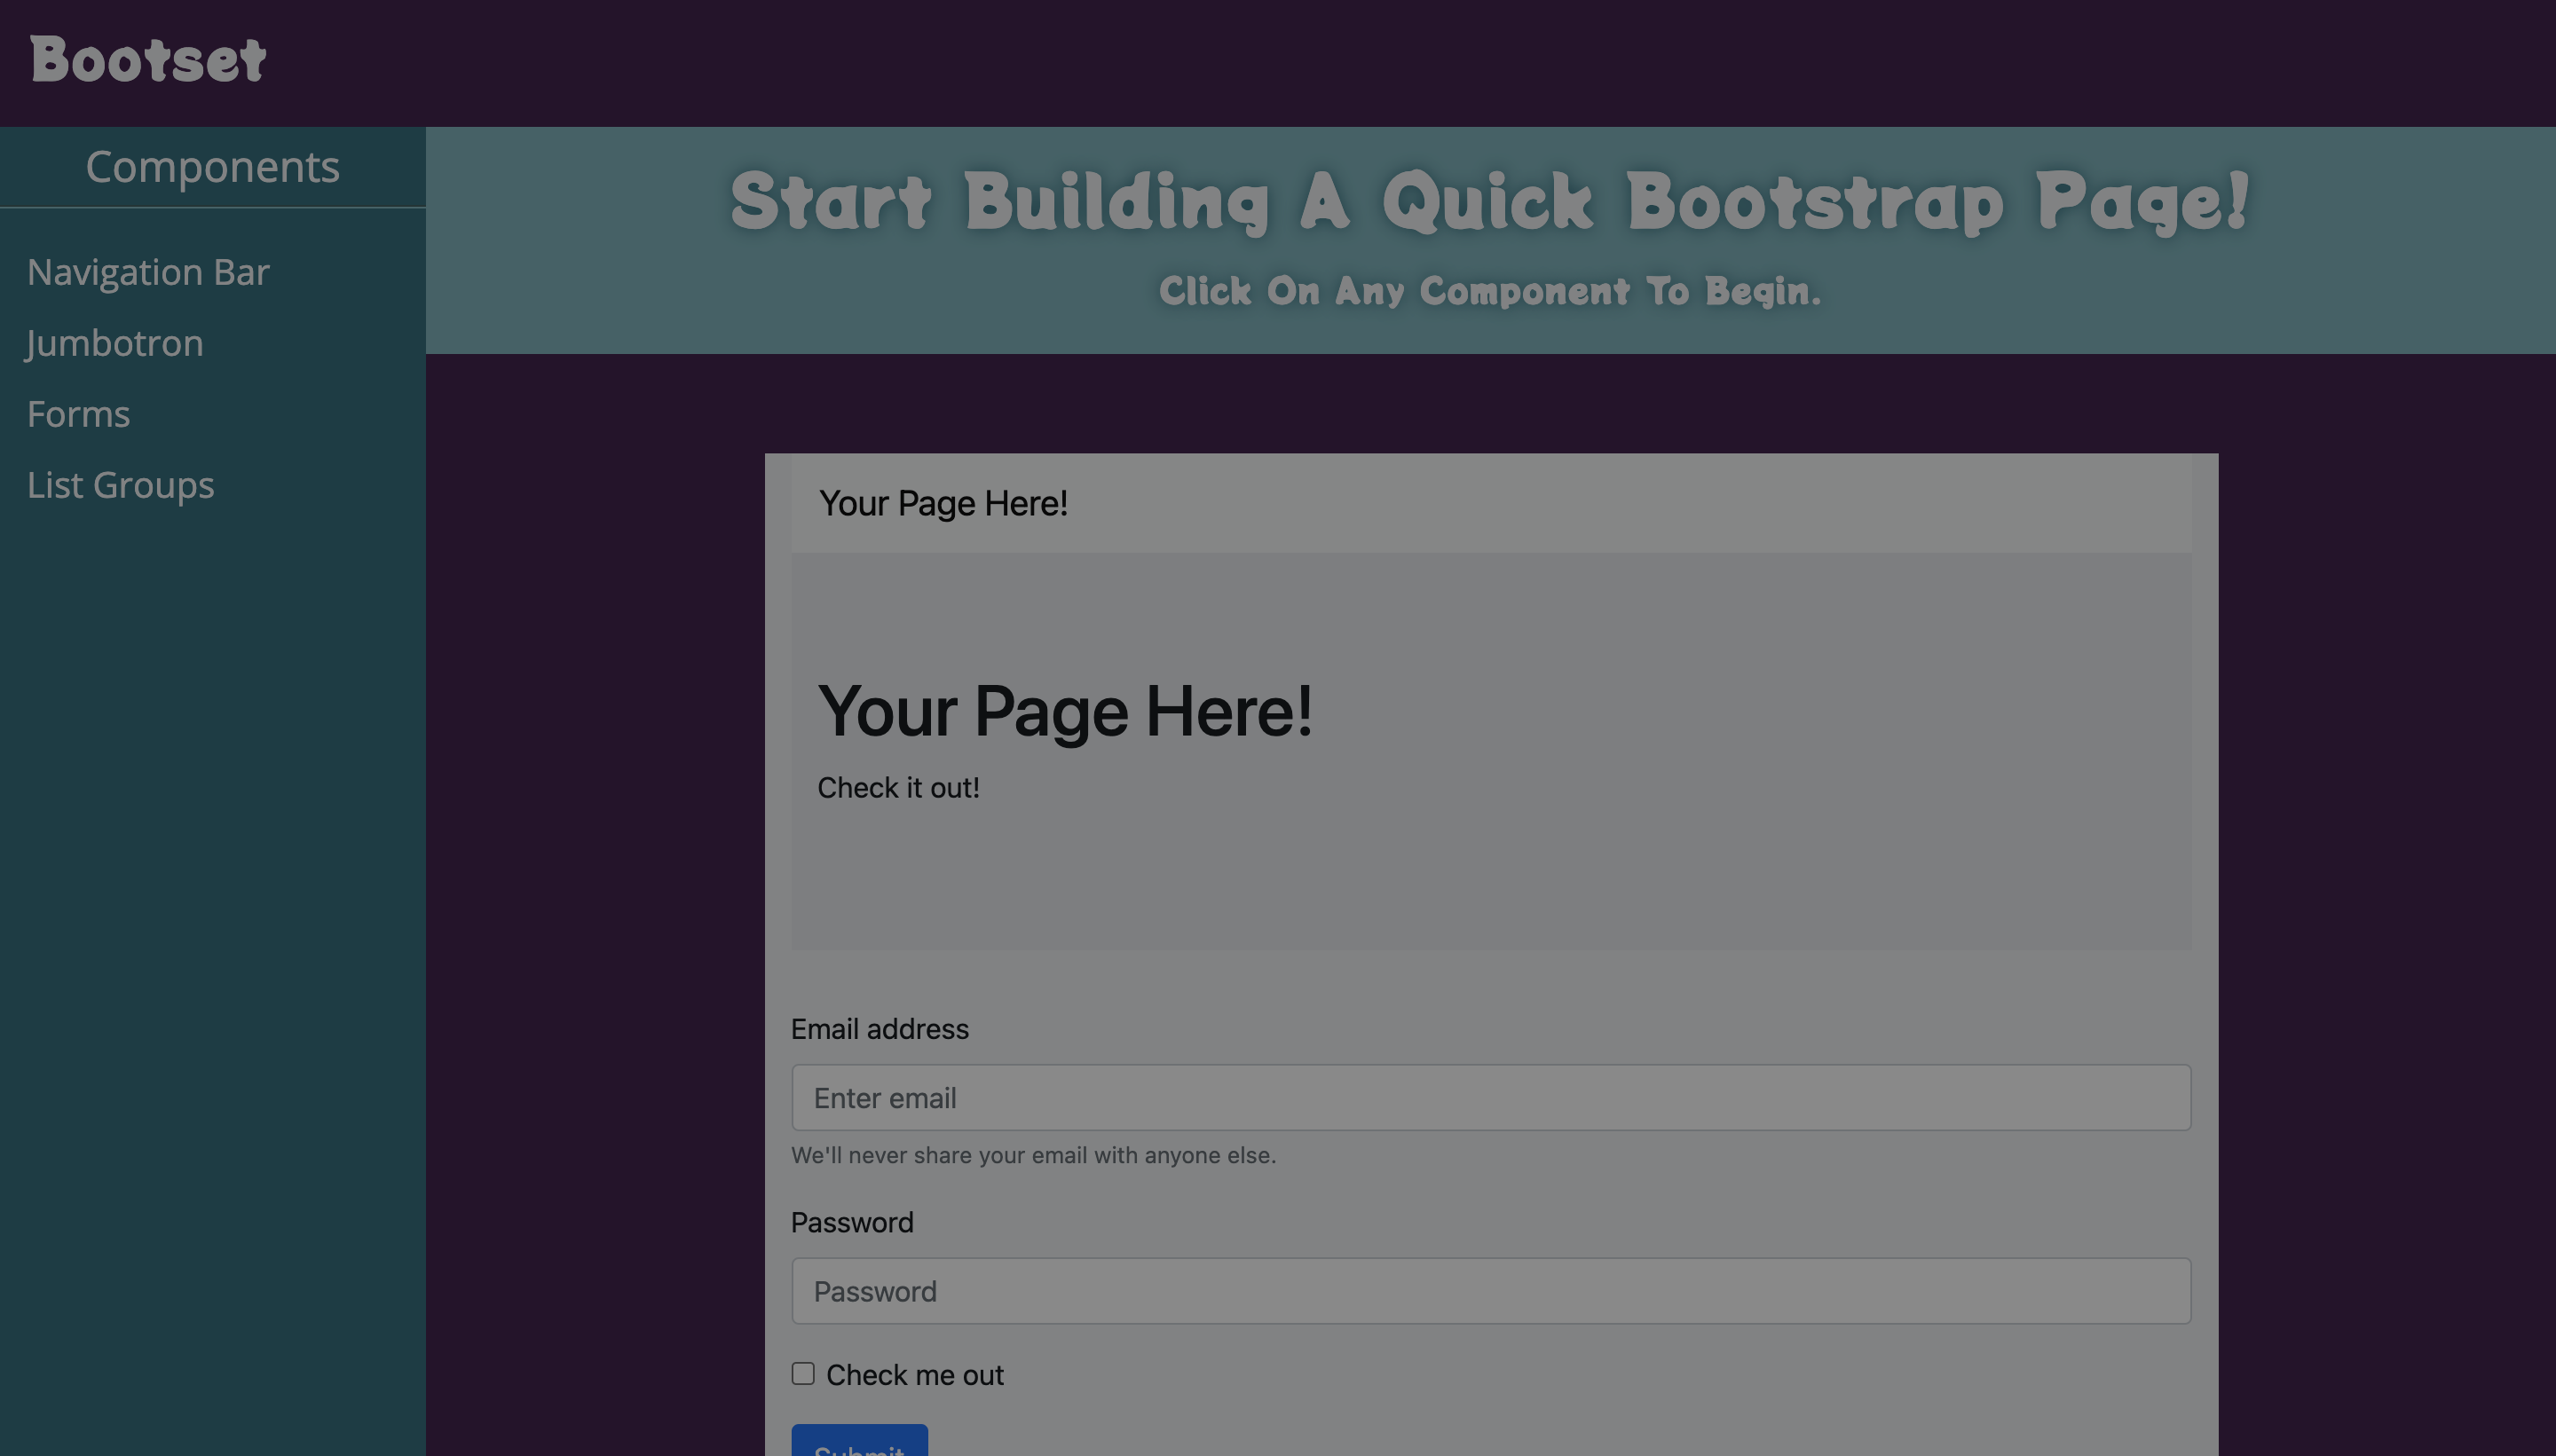 Bootset
Components
Navigation Bar
Jumbotron
Forms
List Groups
Start Building A Quick Bootstrap Page!
Click On Any Component To Begin.
Your Page Here!
Your Page Here!
Check it out!
Email address
Enter email
We'll never share your email with anyone else.
Password
Password
Check me out
Submit